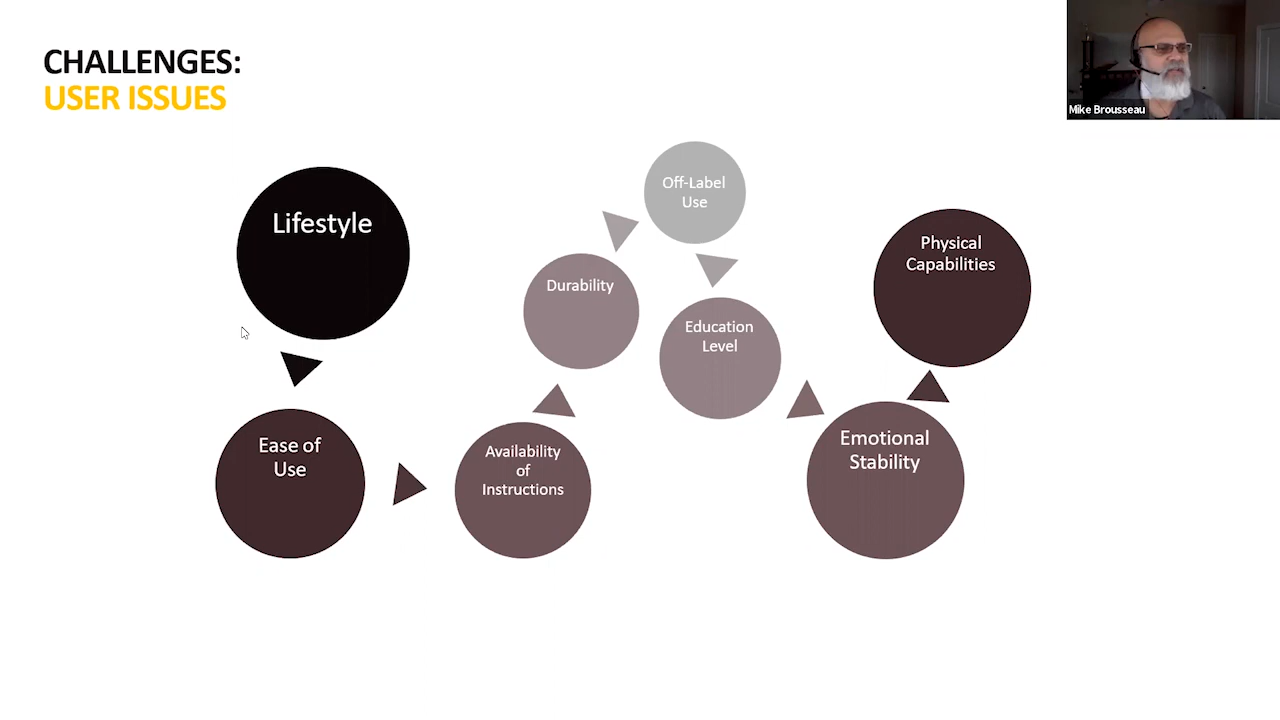 CHALLENGES:
USER ISSUES
Mike Brousseau
Lifestyle
Ease of
Use
Availability
of
Instructions
Durability
Off-Label
Use
Education
Level
Emotional
Stability
Physical
Capabilities